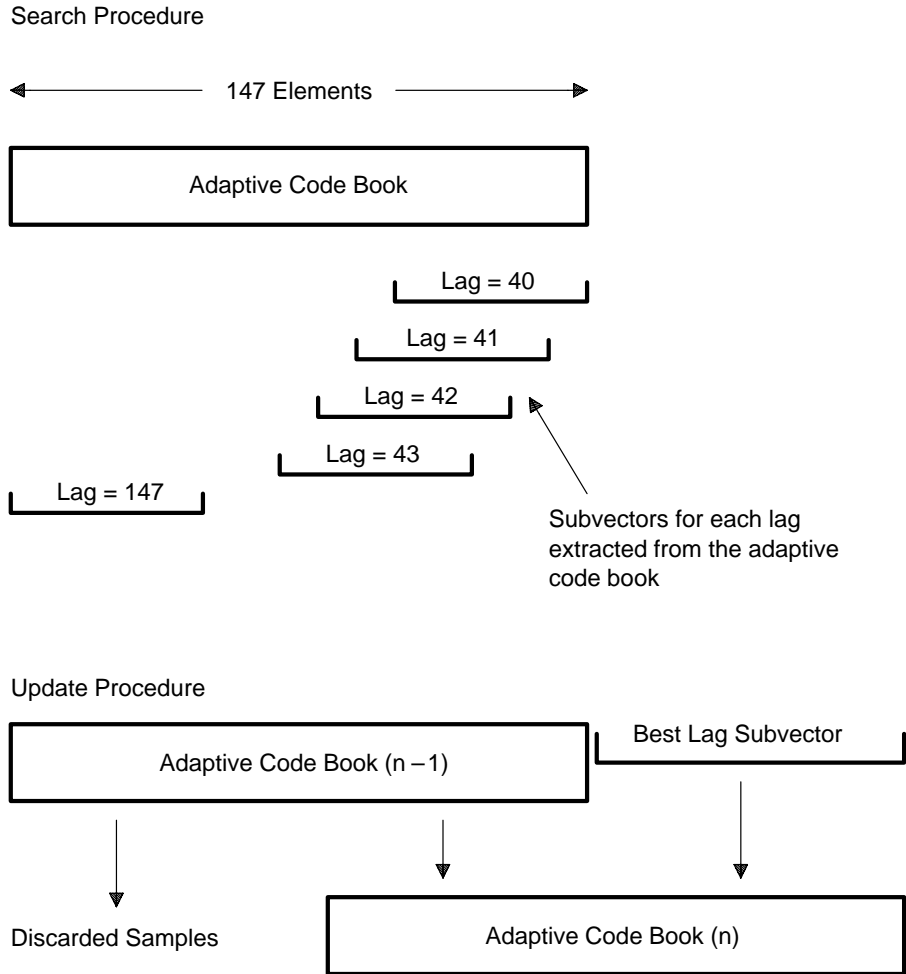 Search Procedure
147 Elements
Adaptive Code Book
Lag = 40
Lag = 41
Lag = 42
Lag = 43
Lag = 147
Subvectors for each lag
extracted from the adaptive
code book
Update Procedure
Adaptive Code Book (n – 1)
Best Lag Subvector
Discarded Samples
Adaptive Code Book (n)